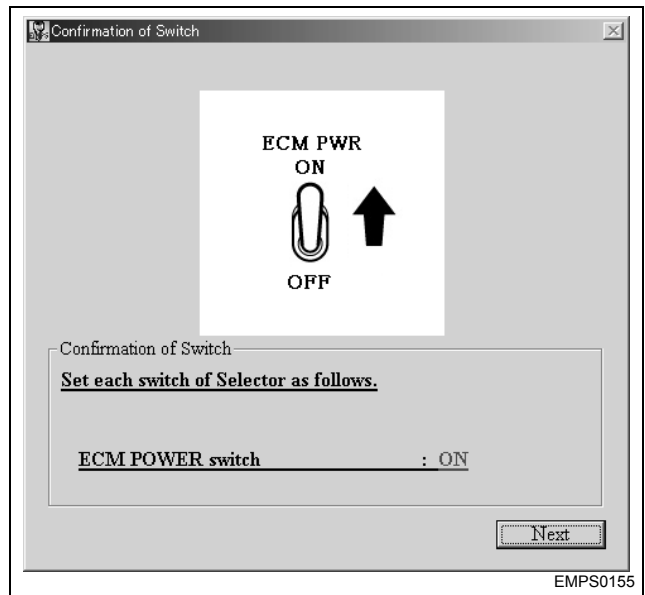 Confirmation of Switch
ECM PWR
ON
OFF
Confirmation of Switch
Set each switch of Selector as follows.
ECM POWER switch : ON
Next
EMPS0155